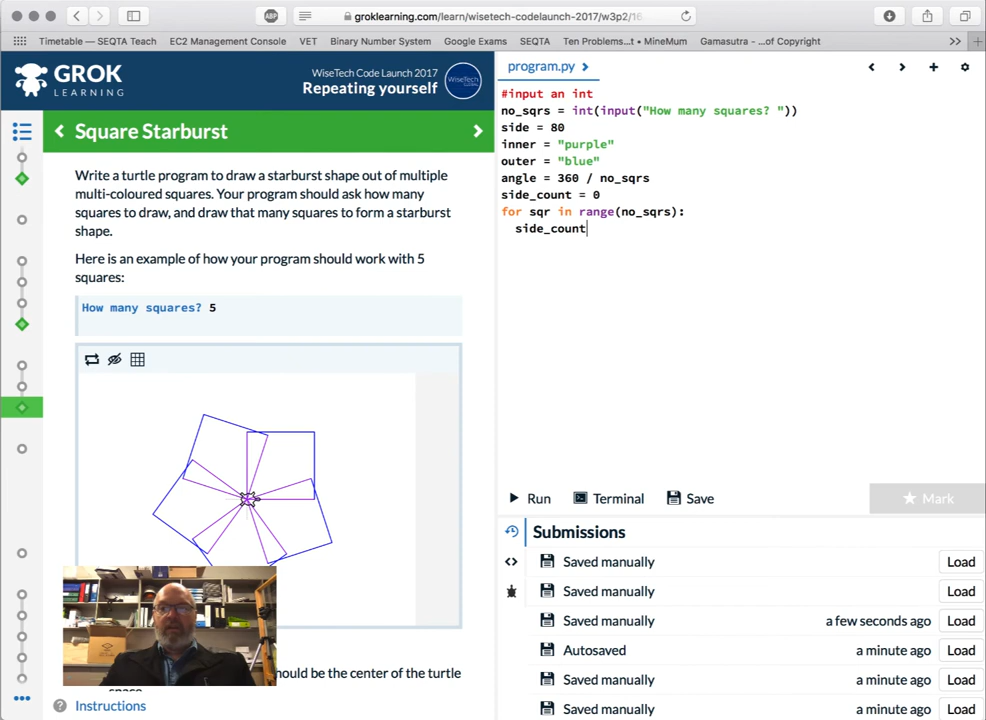 ABP
groklearning.com/learn/wisetech-codelaunch-2017/w3p2/16
Timetable — SEQTA Teach
EC2 Management Console
VET
Binary Number System
Google Exams
SEQTA
Ten Problems...t • MineMum
Gamasutra - ...of Copyright
>>
GROK
LEARNING
WiseTech Code Launch 2017
Repeating yourself
WiseTech
GLOBAL
Square Starburst
Write a turtle program to draw a starburst shape out of multiple
multi-coloured squares. Your program should ask how many
squares to draw, and draw that many squares to form a starburst
shape.
Here is an example of how your program should work with 5
squares:
How many squares? 5
hould be the center of the turtle
space.
Instructions
program.py
#input an int
no_sqrs = int(input("How many squares? "))
side = 80
inner = "purple"
outer = "blue"
angle = 360 / no_sqrs
side_count = 0
for sqr in range(no_sqrs):
  side_count
Run
Terminal
Save
Mark
Submissions
Saved manually
Load
Saved manually
Load
Saved manually
a few seconds ago
Load
Autosaved
a minute ago
Load
Saved manually
a minute ago
Load
Saved manually
a minute ago
Load